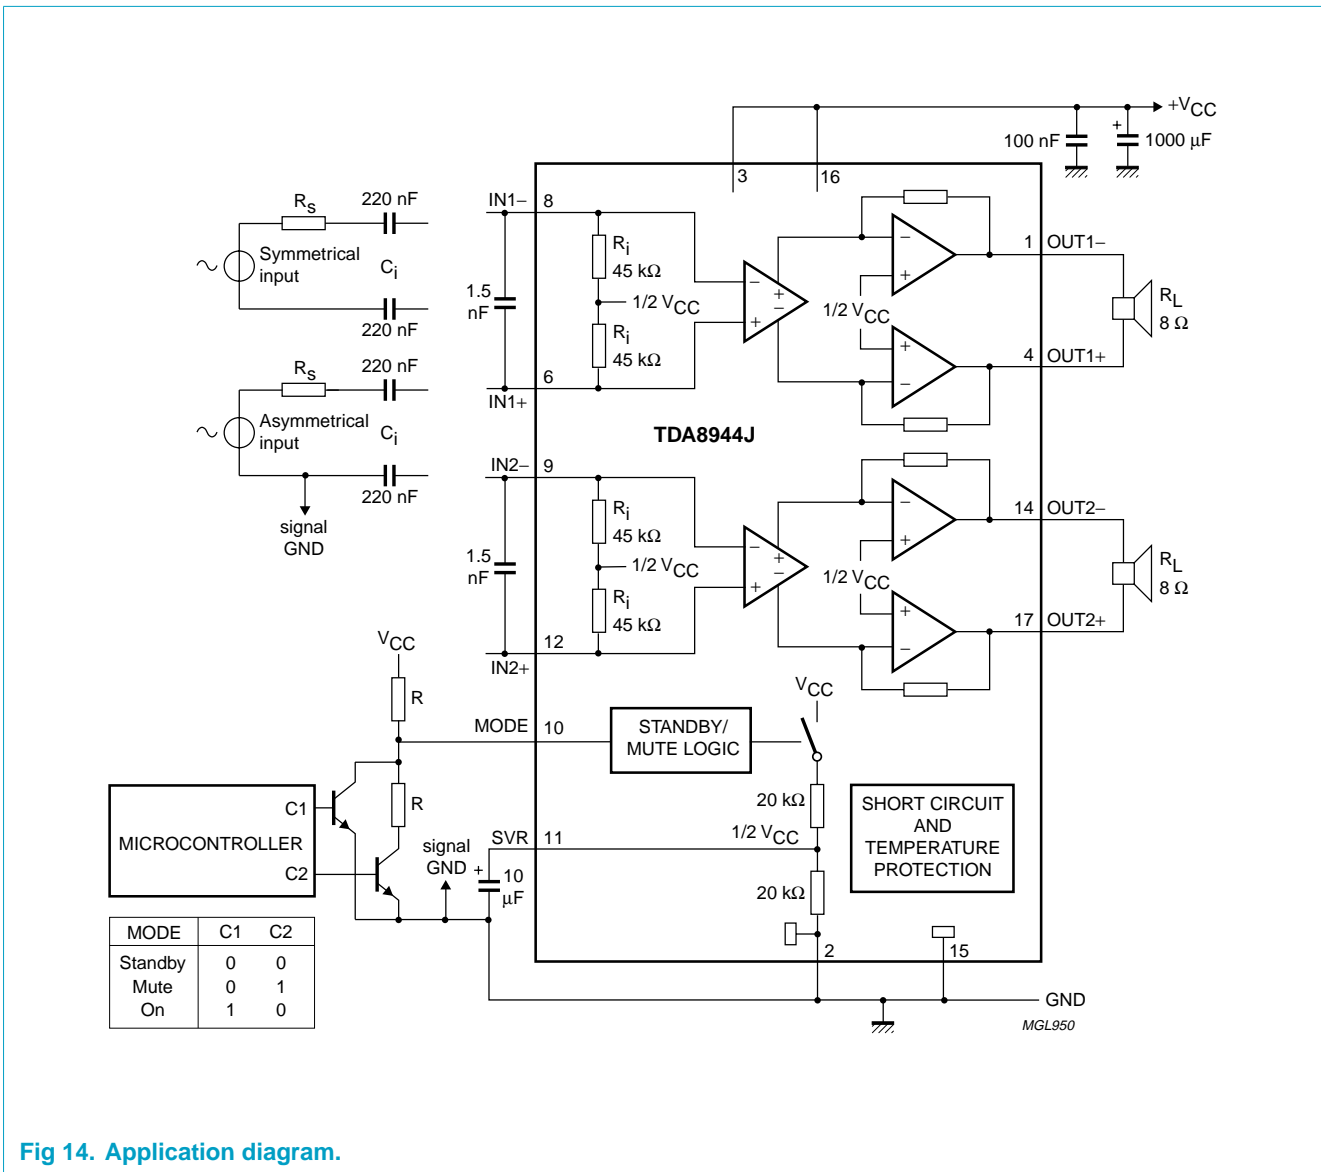 +VCC
100 nF
+
1000 μF
3
16
RS
220 nF
IN1−
8
Symmetrical
input
Ci
1.5
nF
Ri
45 kΩ
1/2 VCC
Ri
45 kΩ
−
+
+
−
−
+
1/2 VCC
+
−
1
OUT1−
RL
8 Ω
4
OUT1+
220 nF
RS
220 nF
6
IN1+
Asymmetrical
input
Ci
TDA8944J
220 nF
signal
GND
IN2−
9
1.5
nF
Ri
45 kΩ
1/2 VCC
Ri
45 kΩ
−
+
+
−
−
+
1/2 VCC
+
−
14
OUT2−
RL
8 Ω
17
OUT2+
12
IN2+
VCC
R
MODE
10
STANDBY/
MUTE LOGIC
VCC
R
20 kΩ
SHORT CIRCUIT
AND
TEMPERATURE
PROTECTION
MICROCONTROLLER
C1
C2
signal
GND
SVR
11
1/2 VCC
+
10
μF
20 kΩ
2
15
MODE C1 C2
Standby 0 0
Mute 0 1
On 1 0
GND
MGL950
Fig 14. Application diagram.